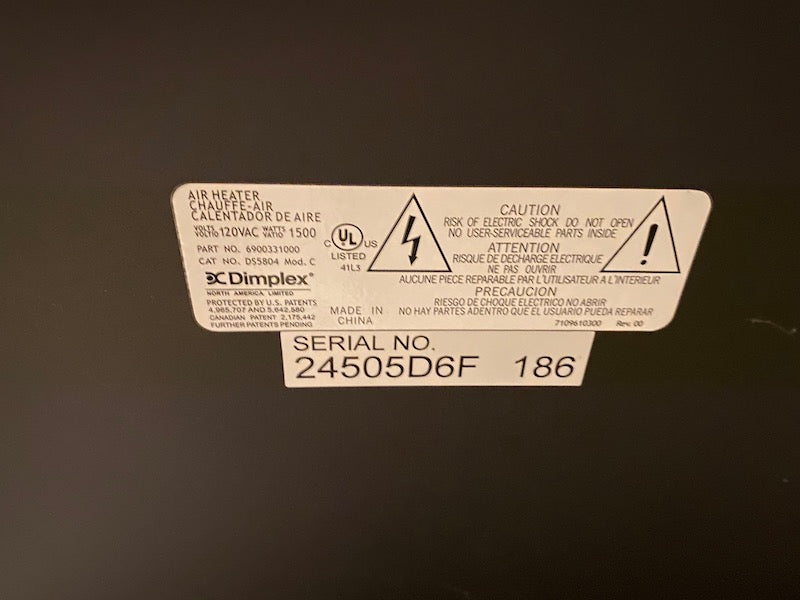 AIR HEATER
CHAUFFE-AIR
CALENTADOR DE AIRE
VOLTS VOLTIO 120VAC WATTS 1500
PART NO. 6900331000
CAT NO. DS5804 Mod. C
Dimplex®
NORTH AMERICA LIMITED
PROTECTED BY U.S. PATENTS
4,965,707 AND 5,642,880
CANADIAN PATENT 2,175,442
FURTHER PATENTS PENDING
C UL US
LISTED
41L3
MADE IN
CHINA
CAUTION
RISK OF ELECTRIC SHOCK DO NOT OPEN
NO USER-SERVICEABLE PARTS INSIDE
ATTENTION
RISQUE DE DECHARGE ELECTRIQUE
NE PAS OUVRIR
AUCUNE PIECE REPARABLE PAR L'UTILISATEUR A L'INTERIEUR
PRECAUCION
RIESGO DE CHOQUE ELECTRICO NO ABRIR
NO HAY PARTES ADENTRO QUE EL USUARIO PUEDA REPARAR
7109610300 Rev. 00
!
SERIAL NO.
24505D6F 186